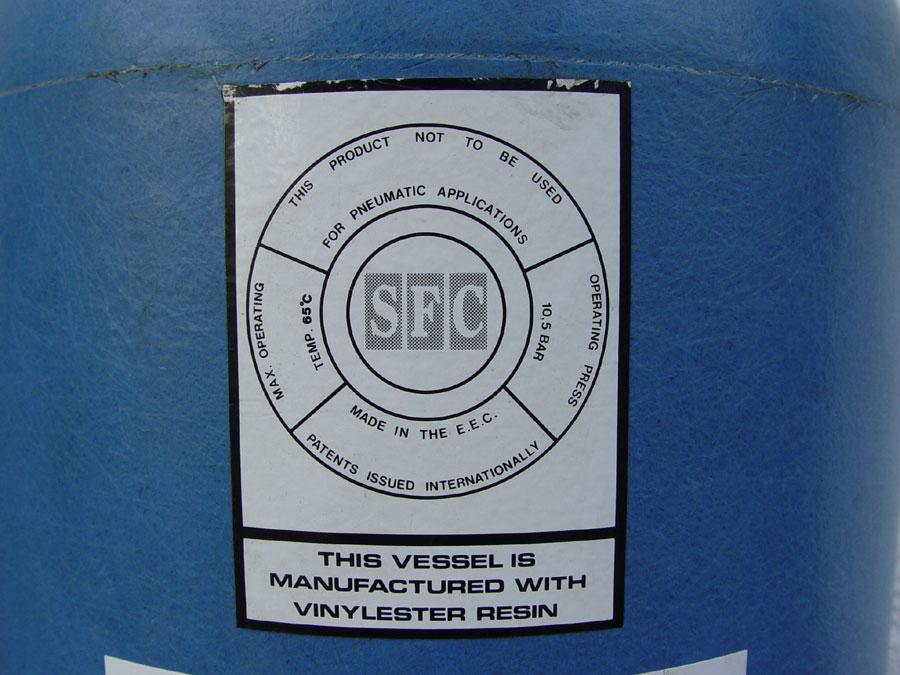 THIS PRODUCT NOT TO BE USED
FOR PNEUMATIC APPLICATIONS
MAX. OPERATING
TEMP. 65°C
SFC
OPERATING PRESS
10,5 BAR
MADE IN THE E.E.C.
PATENTS ISSUED INTERNATIONALLY
THIS VESSEL IS
MANUFACTURED WITH
VINYLESTER RESIN